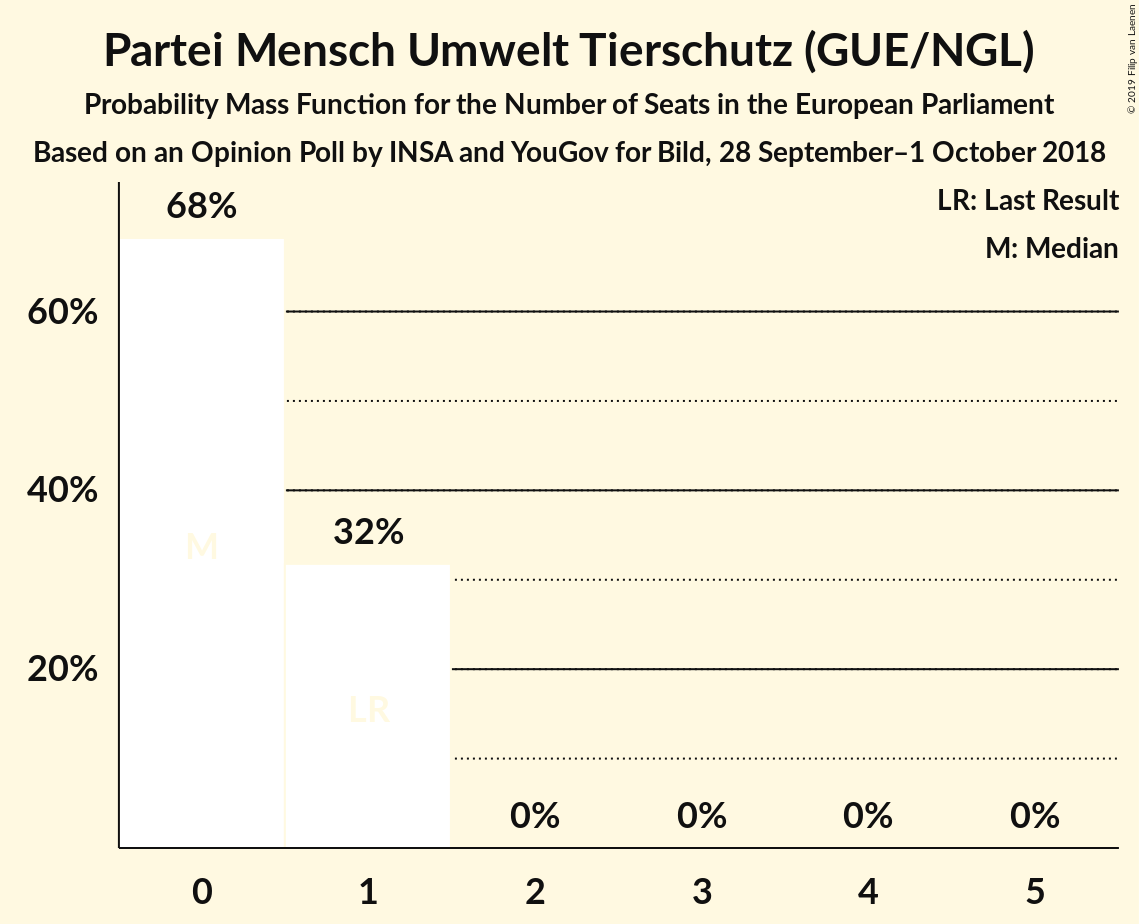 Partei Mensch Umwelt Tierschutz (GUE/NGL)
Probability Mass Function for the Number of Seats in the European Parliament
Based on an Opinion Poll by INSA and YouGov for Bild, 28 September–1 October 2018
© 2019 Filip van Laenen
LR: Last Result
M: Median
68%
60%
40%
32%
M
20%
LR
0% 0% 0% 0%
0 1 2 3 4 5